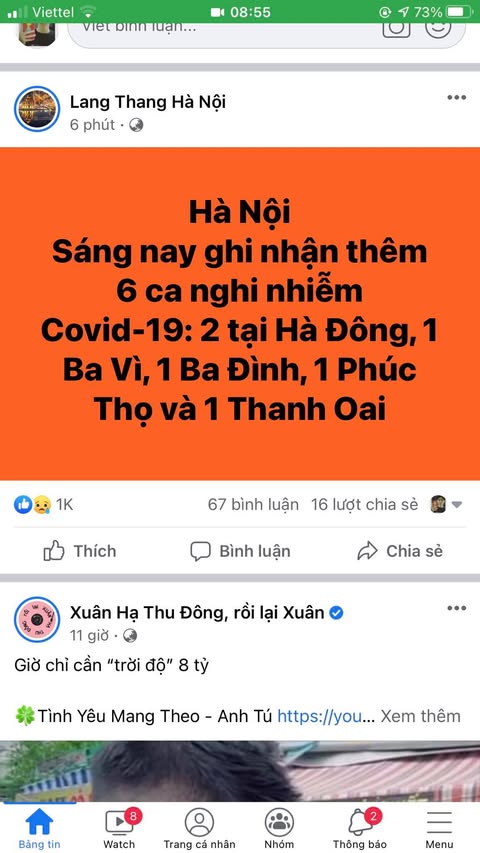 Viettel 08:55 73%
Viết bình luận...
Lang Thang Hà Nội
6 phút ·
Hà Nội
Sáng nay ghi nhận thêm
6 ca nghi nhiễm
Covid-19: 2 tại Hà Đông, 1
Ba Vì, 1 Ba Đình, 1 Phúc
Thọ và 1 Thanh Oai
1K 67 bình luận 16 lượt chia sẻ
Thích Bình luận Chia sẻ
Xuân Hạ Thu Đông, rồi lại Xuân
11 giờ ·
Giờ chỉ cần “trời độ” 8 tỷ
Tình Yêu Mang Theo - Anh Tú https://you... Xem thêm
8 2
Bảng tin Watch Trang cá nhân Nhóm Thông báo Menu